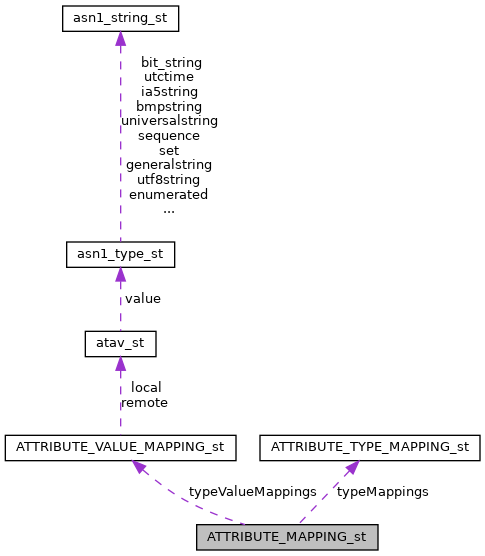 asn1_string_st
bit_string
utctime
ia5string
bmpstring
universalstring
sequence
set
generalstring
utf8string
enumerated
...
asn1_type_st
value
atav_st
local
remote
ATTRIBUTE_VALUE_MAPPING_st
ATTRIBUTE_TYPE_MAPPING_st
typeValueMappings
typeMappings
ATTRIBUTE_MAPPING_st